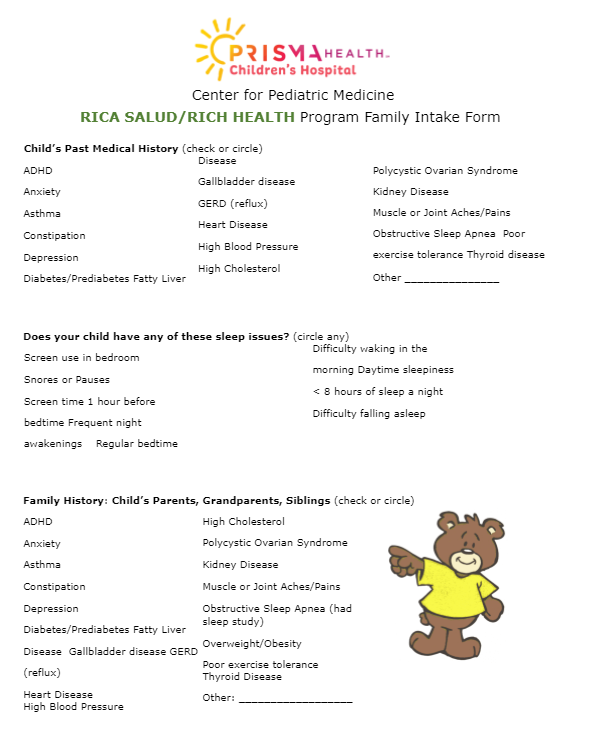 PRISMA HEALTH™
Children's Hospital
Center for Pediatric Medicine
RICA SALUD/RICH HEALTH Program Family Intake Form
Child's Past Medical History (check or circle)
ADHD
Anxiety
Asthma
Constipation
Depression
Diabetes/Prediabetes Fatty Liver
Disease
Gallbladder disease
GERD (reflux)
Heart Disease
High Blood Pressure
High Cholesterol
Polycystic Ovarian Syndrome
Kidney Disease
Muscle or Joint Aches/Pains
Obstructive Sleep Apnea  Poor
exercise tolerance Thyroid disease
Other _______________
Does your child have any of these sleep issues? (circle any)
Screen use in bedroom
Snores or Pauses
Screen time 1 hour before
bedtime Frequent night
awakenings    Regular bedtime
Difficulty waking in the
morning Daytime sleepiness
< 8 hours of sleep a night
Difficulty falling asleep
Family History: Child's Parents, Grandparents, Siblings (check or circle)
ADHD
Anxiety
Asthma
Constipation
Depression
Diabetes/Prediabetes Fatty Liver
Disease  Gallbladder disease GERD
(reflux)
Heart Disease
High Blood Pressure
High Cholesterol
Polycystic Ovarian Syndrome
Kidney Disease
Muscle or Joint Aches/Pains
Obstructive Sleep Apnea (had
sleep study)
Overweight/Obesity
Poor exercise tolerance
Thyroid Disease
Other: __________________